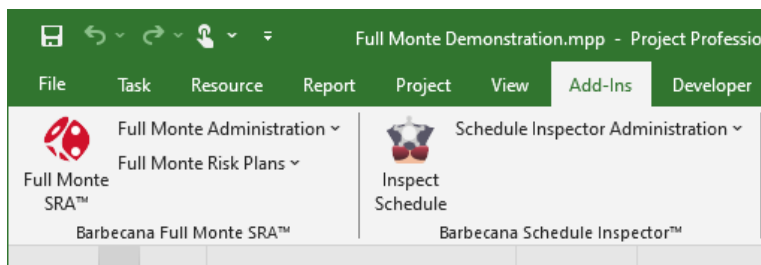 Full Monte Demonstration.mpp - Project Professio
File Task Resource Report Project View Add-Ins Developer
Full Monte SRA™
Full Monte Administration
Full Monte Risk Plans
Barbecana Full Monte SRA™
Inspect Schedule
Schedule Inspector Administration
Barbecana Schedule Inspector™